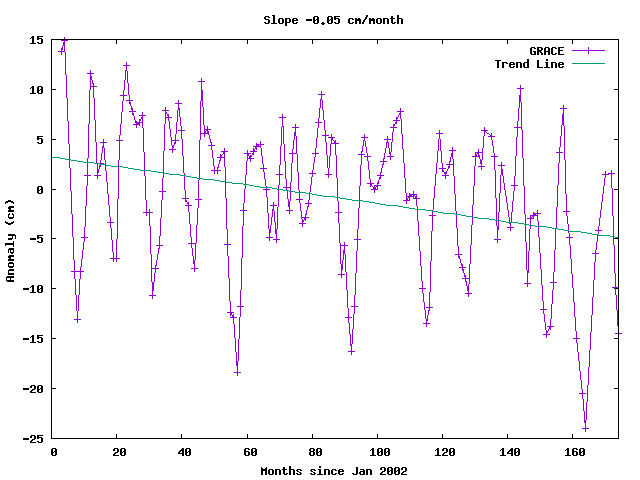 Slope -0.05 cm/month
GRACE
Trend Line
15
10
5
0
-5
-10
-15
-20
-25
Anomaly (cm)
0 20 40 60 80 100 120 140 160
Months since Jan 2002